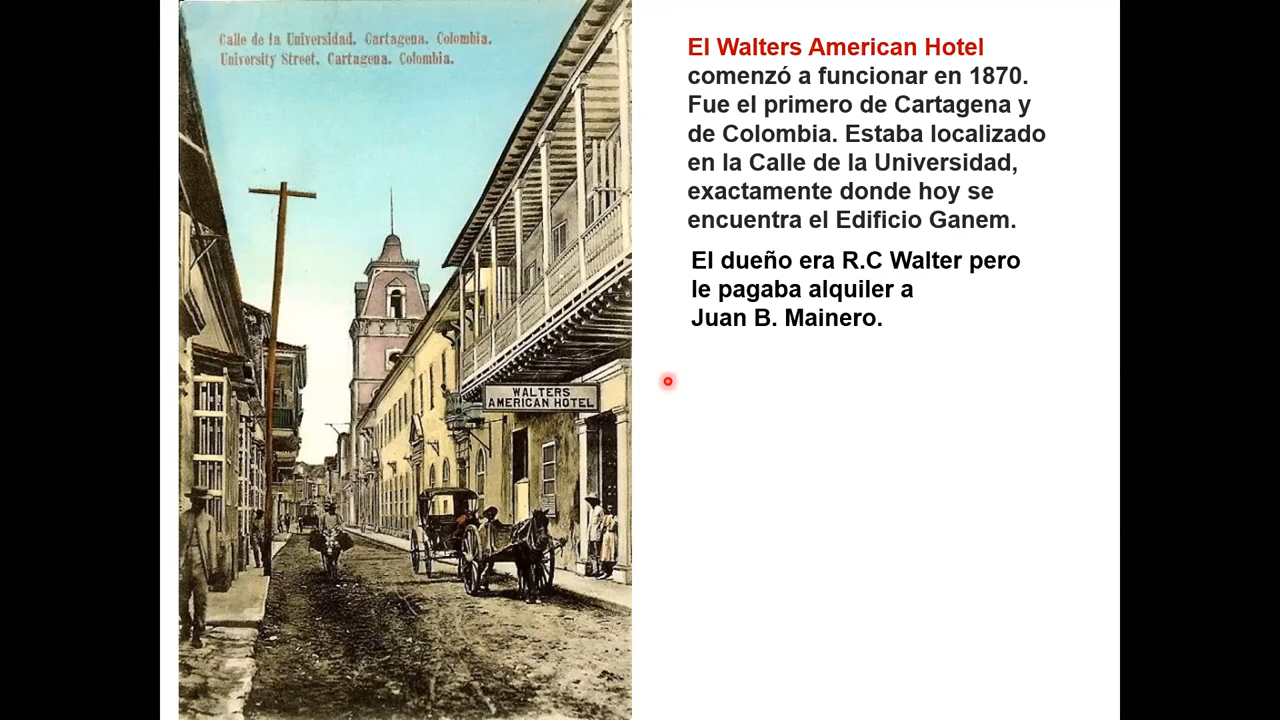 Calle de la Universidad, Cartagena, Colombia.
University Street, Cartagena, Colombia.
WALTERS
AMERICAN HOTEL
El Walters American Hotel
comenzó a funcionar en 1870.
Fue el primero de Cartagena y
de Colombia. Estaba localizado
en la Calle de la Universidad,
exactamente donde hoy se
encuentra el Edificio Ganem.
El dueño era R.C Walter pero
le pagaba alquiler a
Juan B. Mainero.